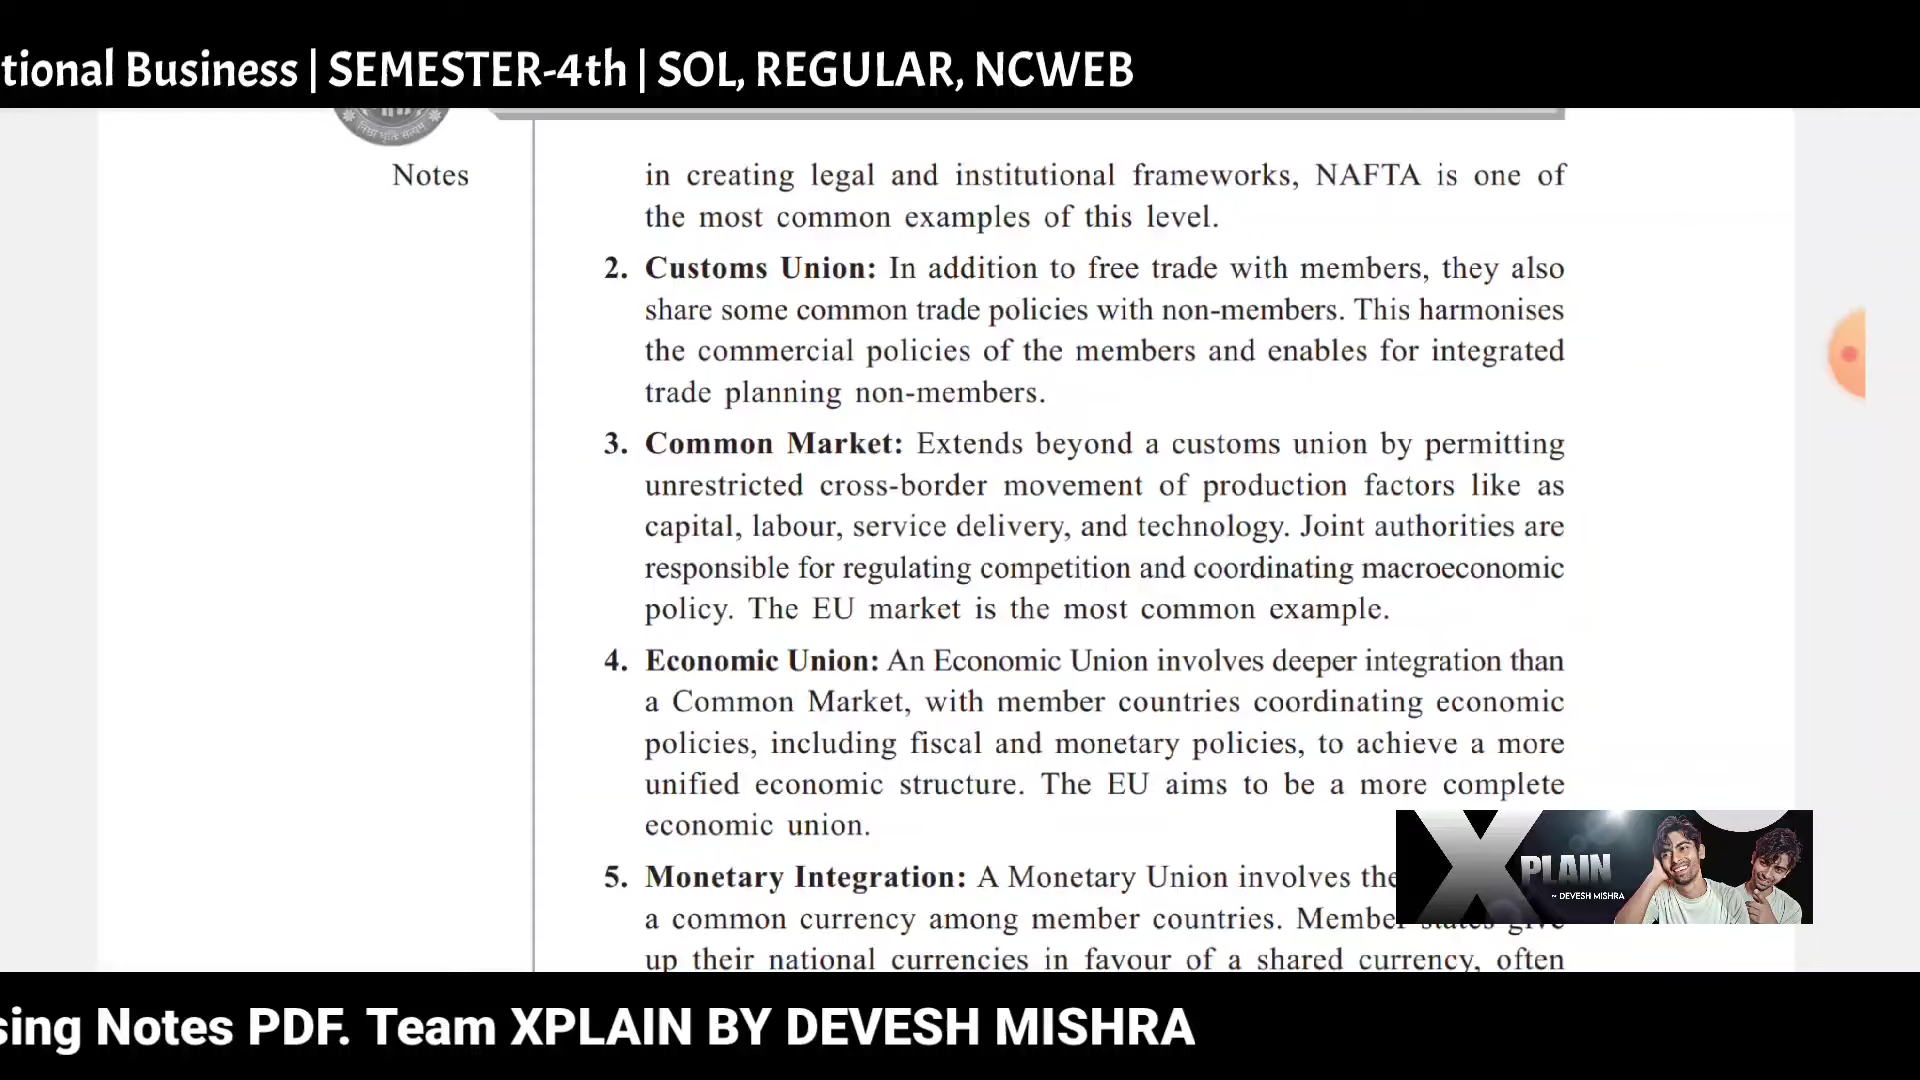 tional Business | SEMESTER-4th | SOL, REGULAR, NCWEB
Notes
in creating legal and institutional frameworks, NAFTA is one of
the most common examples of this level.
2. Customs Union: In addition to free trade with members, they also
share some common trade policies with non-members. This harmonises
the commercial policies of the members and enables for integrated
trade planning non-members.
3. Common Market: Extends beyond a customs union by permitting
unrestricted cross-border movement of production factors like as
capital, labour, service delivery, and technology. Joint authorities are
responsible for regulating competition and coordinating macroeconomic
policy. The EU market is the most common example.
4. Economic Union: An Economic Union involves deeper integration than
a Common Market, with member countries coordinating economic
policies, including fiscal and monetary policies, to achieve a more
unified economic structure. The EU aims to be a more complete
economic union.
5. Monetary Integration: A Monetary Union involves the
a common currency among member countries. Member states give
up their national currencies in favour of a shared currency, often
XPLAIN
~ DEVESH MISHRA
sing Notes PDF. Team XPLAIN BY DEVESH MISHRA